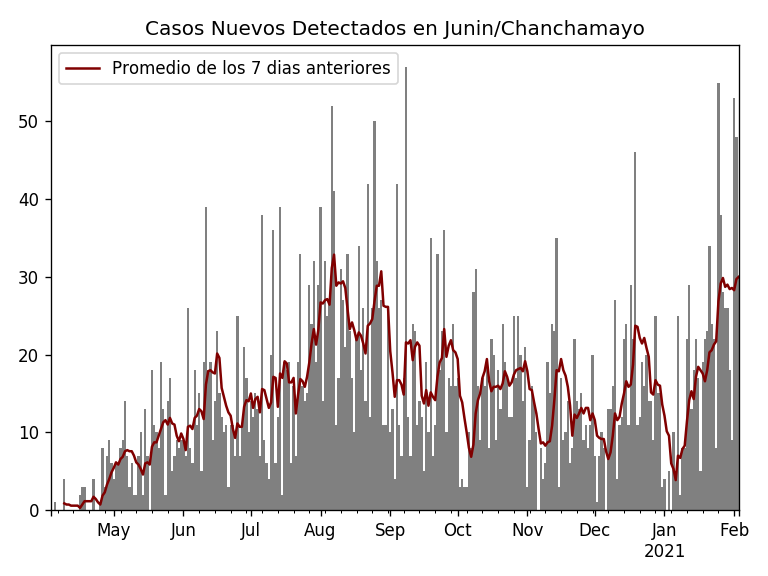 Casos Nuevos Detectados en Junin/Chanchamayo
Promedio de los 7 dias anteriores
50
40
30
20
10
0
May Jun Jul Aug Sep Oct Nov Dec Jan Feb
2021